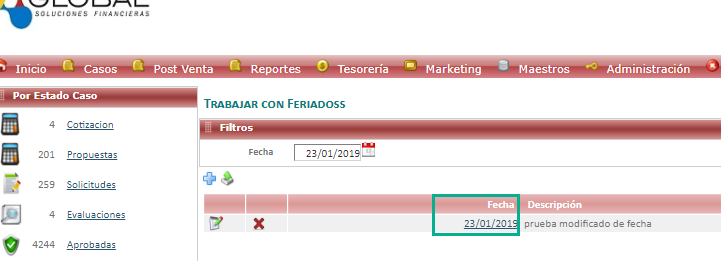 GLOBAL
SOLUCIONES FINANCIERAS
Inicio Casos Post Venta Reportes Tesorería Marketing Maestros Administración
Por Estado Caso
4 Cotizacion
201 Propuestas
259 Solicitudes
4 Evaluaciones
4244 Aprobadas
TRABAJAR CON FERIADOSS
Filtros
Fecha 23/01/2019
Fecha Descripción
23/01/2019 prueba modificado de fecha